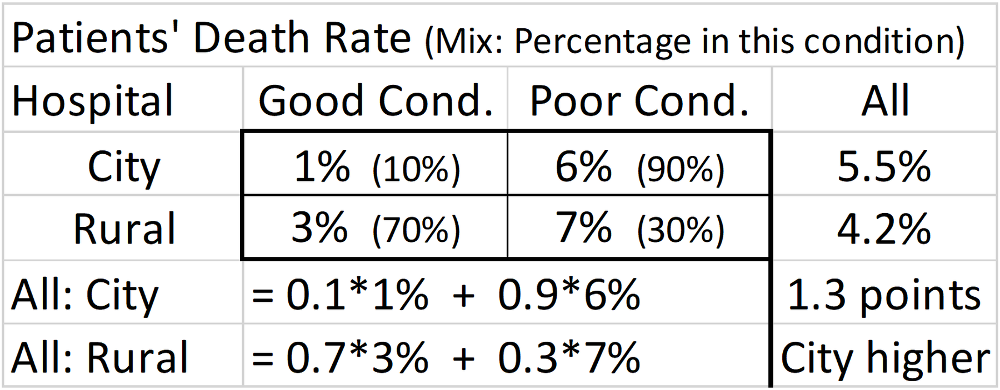 Patients' Death Rate (Mix: Percentage in this condition)
Hospital Good Cond. Poor Cond. All
City 1% (10%) 6% (90%) 5.5%
Rural 3% (70%) 7% (30%) 4.2%
All: City = 0.1*1% + 0.9*6% 1.3 points
All: Rural = 0.7*3% + 0.3*7% City higher